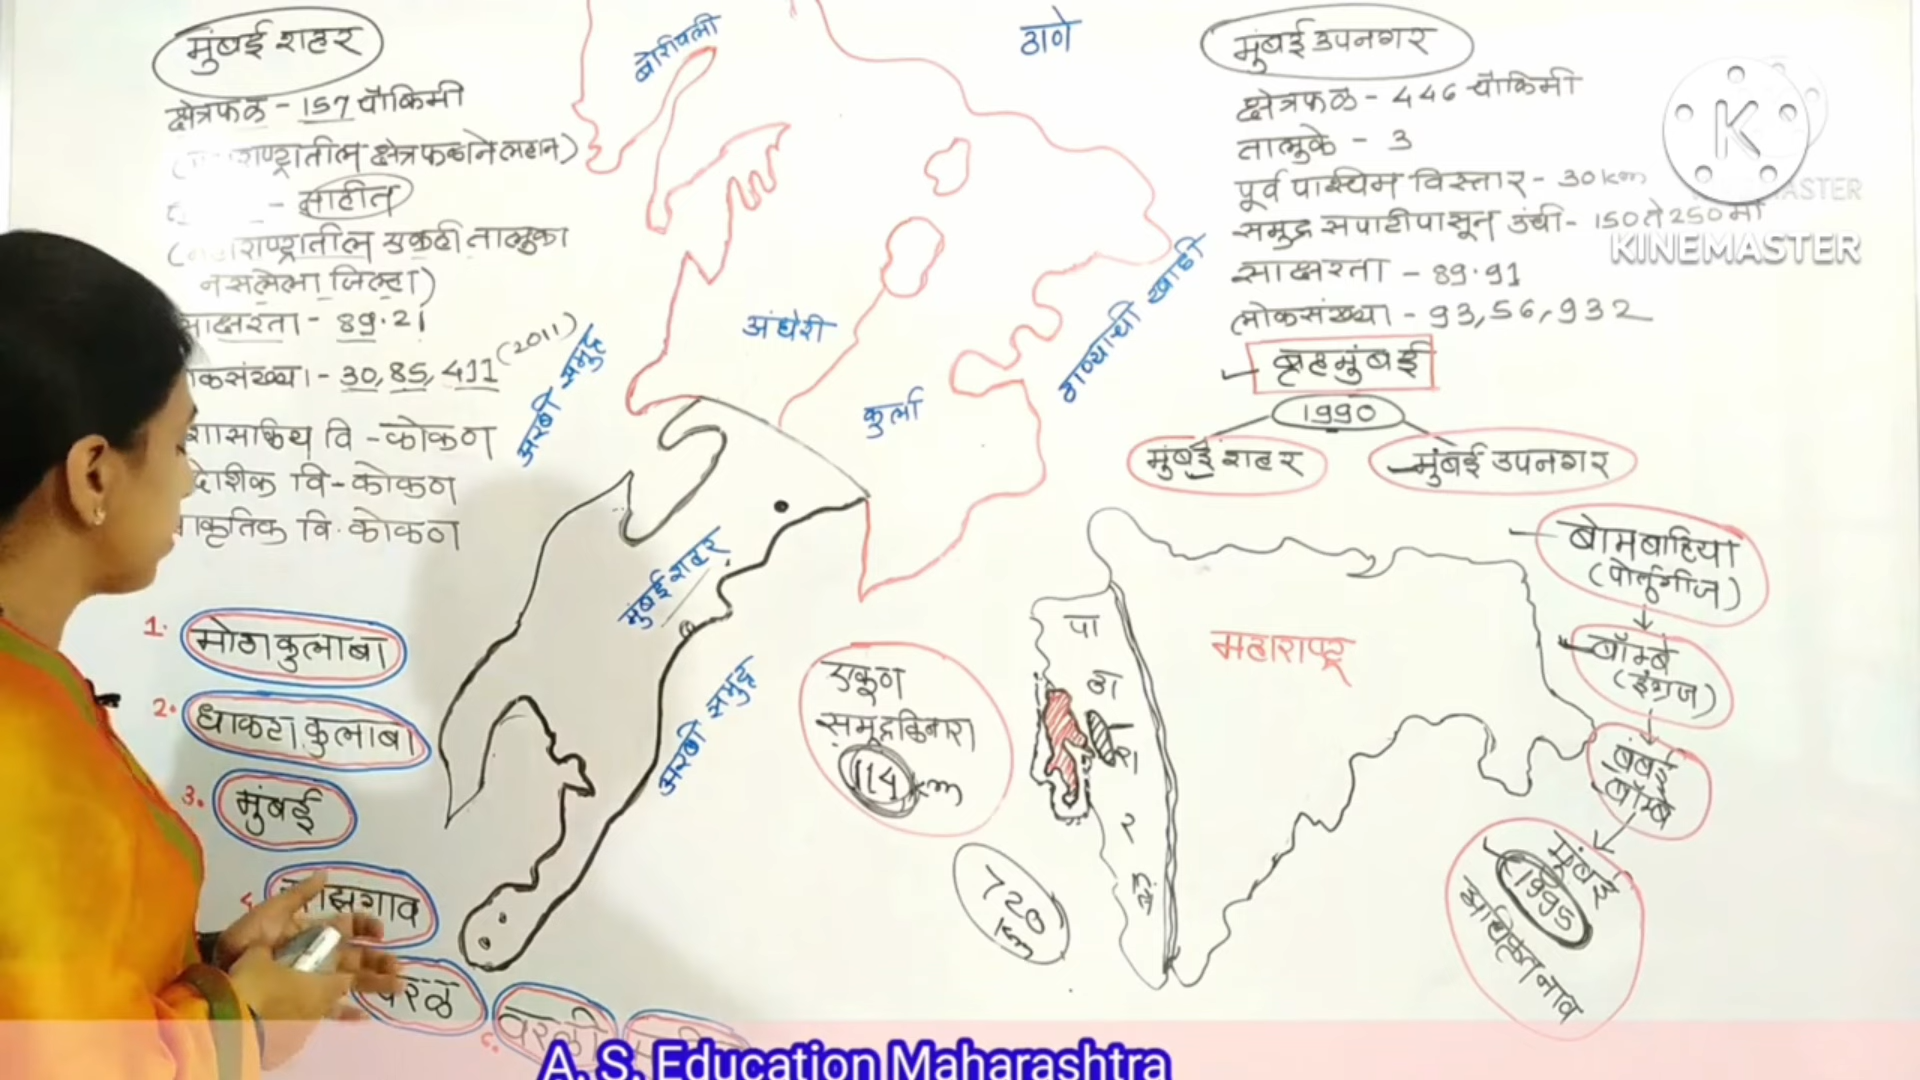 मुंबई शहर
क्षेत्रफळ - 157 चौकिमी
राष्ट्रातील क्षेत्रफळाने लहान)
- माहीत
राष्ट्रातील एकही तालुका
नसलेला जिल्हा)
साक्षरता - 89.21
कसंख्या - 30,85,411 (2011)
शासकिय वि - कोकण
देशिक वि - कोकण
कृतिक वि. कोकण
1. मोठा कुलाबा
2. धाकटा कुलाबा
3. मुंबई
माझगाव
परळ
वरळी
बोरीवली
ठाणे
अंधेरी
कुर्ला
ठाण्याची खाडी
अरबी समुद्र
मुंबई शहर
अरबी समुद्र
मुंबई उपनगर
क्षेत्रफळ - 446 चौकिमी
तालुके - 3
पूर्व पाश्चिम विस्तार - 30 km
समुद्र सपाटीपासून उंची - 150 ते 250 मी
साक्षरता - 89.91
लोकसंख्या - 93,56,932
बृहमुंबई
1990
मुंबई शहर
मुंबई उपनगर
एकूण
समुद्रकिनारा
114 km
720
km
महाराष्ट्र
बोमबाहिया
(पोर्तुगीज)
बॉम्बे
(इंग्रज)
बंबई
बॉम्बे
मुंबई
1995
अधिकृत नाव
K
KINEMASTER
A. S. Education Maharashtra